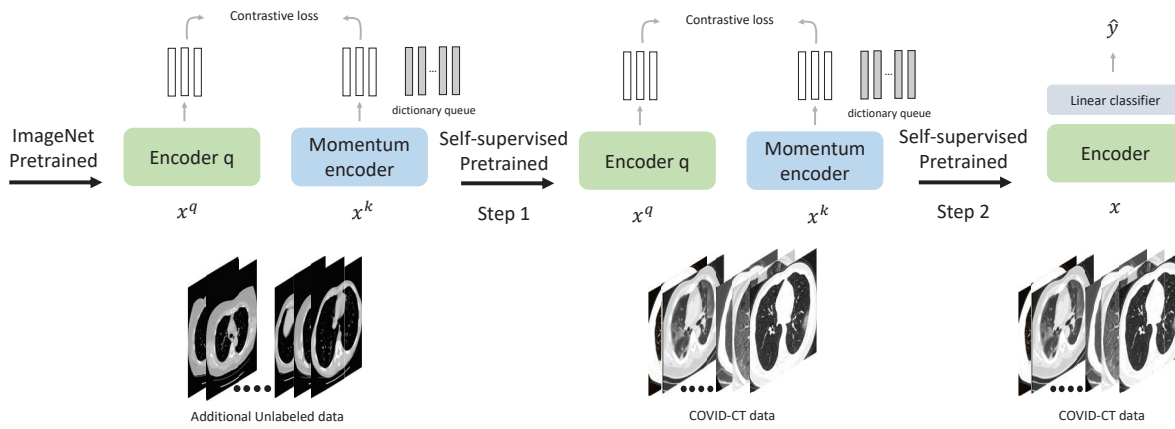 Contrastive loss
dictionary queue
ImageNet
Pretrained
Encoder q
Momentum
encoder
x^q
x^k
Additional Unlabeled data
Self-supervised
Pretrained
Step 1
Contrastive loss
dictionary queue
Encoder q
Momentum
encoder
x^q
x^k
COVID-CT data
Self-supervised
Pretrained
Step 2
ŷ
Linear classifier
Encoder
x
COVID-CT data